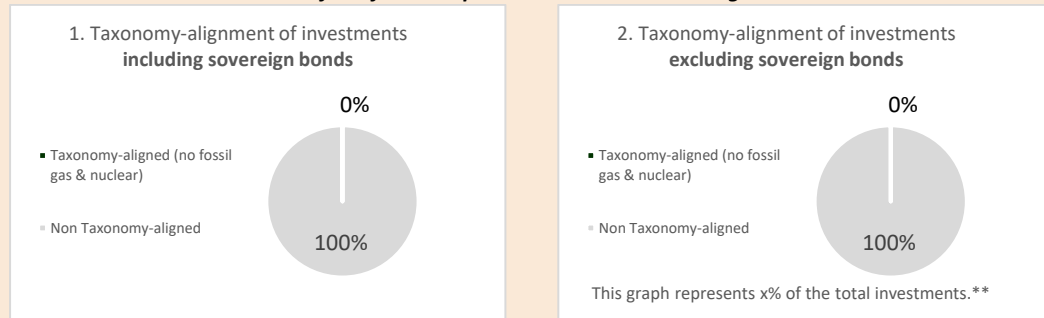 1. Taxonomy-alignment of investments
including sovereign bonds
0%
Taxonomy-aligned (no fossil
gas & nuclear)
Non Taxonomy-aligned
100%
2. Taxonomy-alignment of investments
excluding sovereign bonds
0%
Taxonomy-aligned (no fossil
gas & nuclear)
Non Taxonomy-aligned
100%
This graph represents x% of the total investments.**